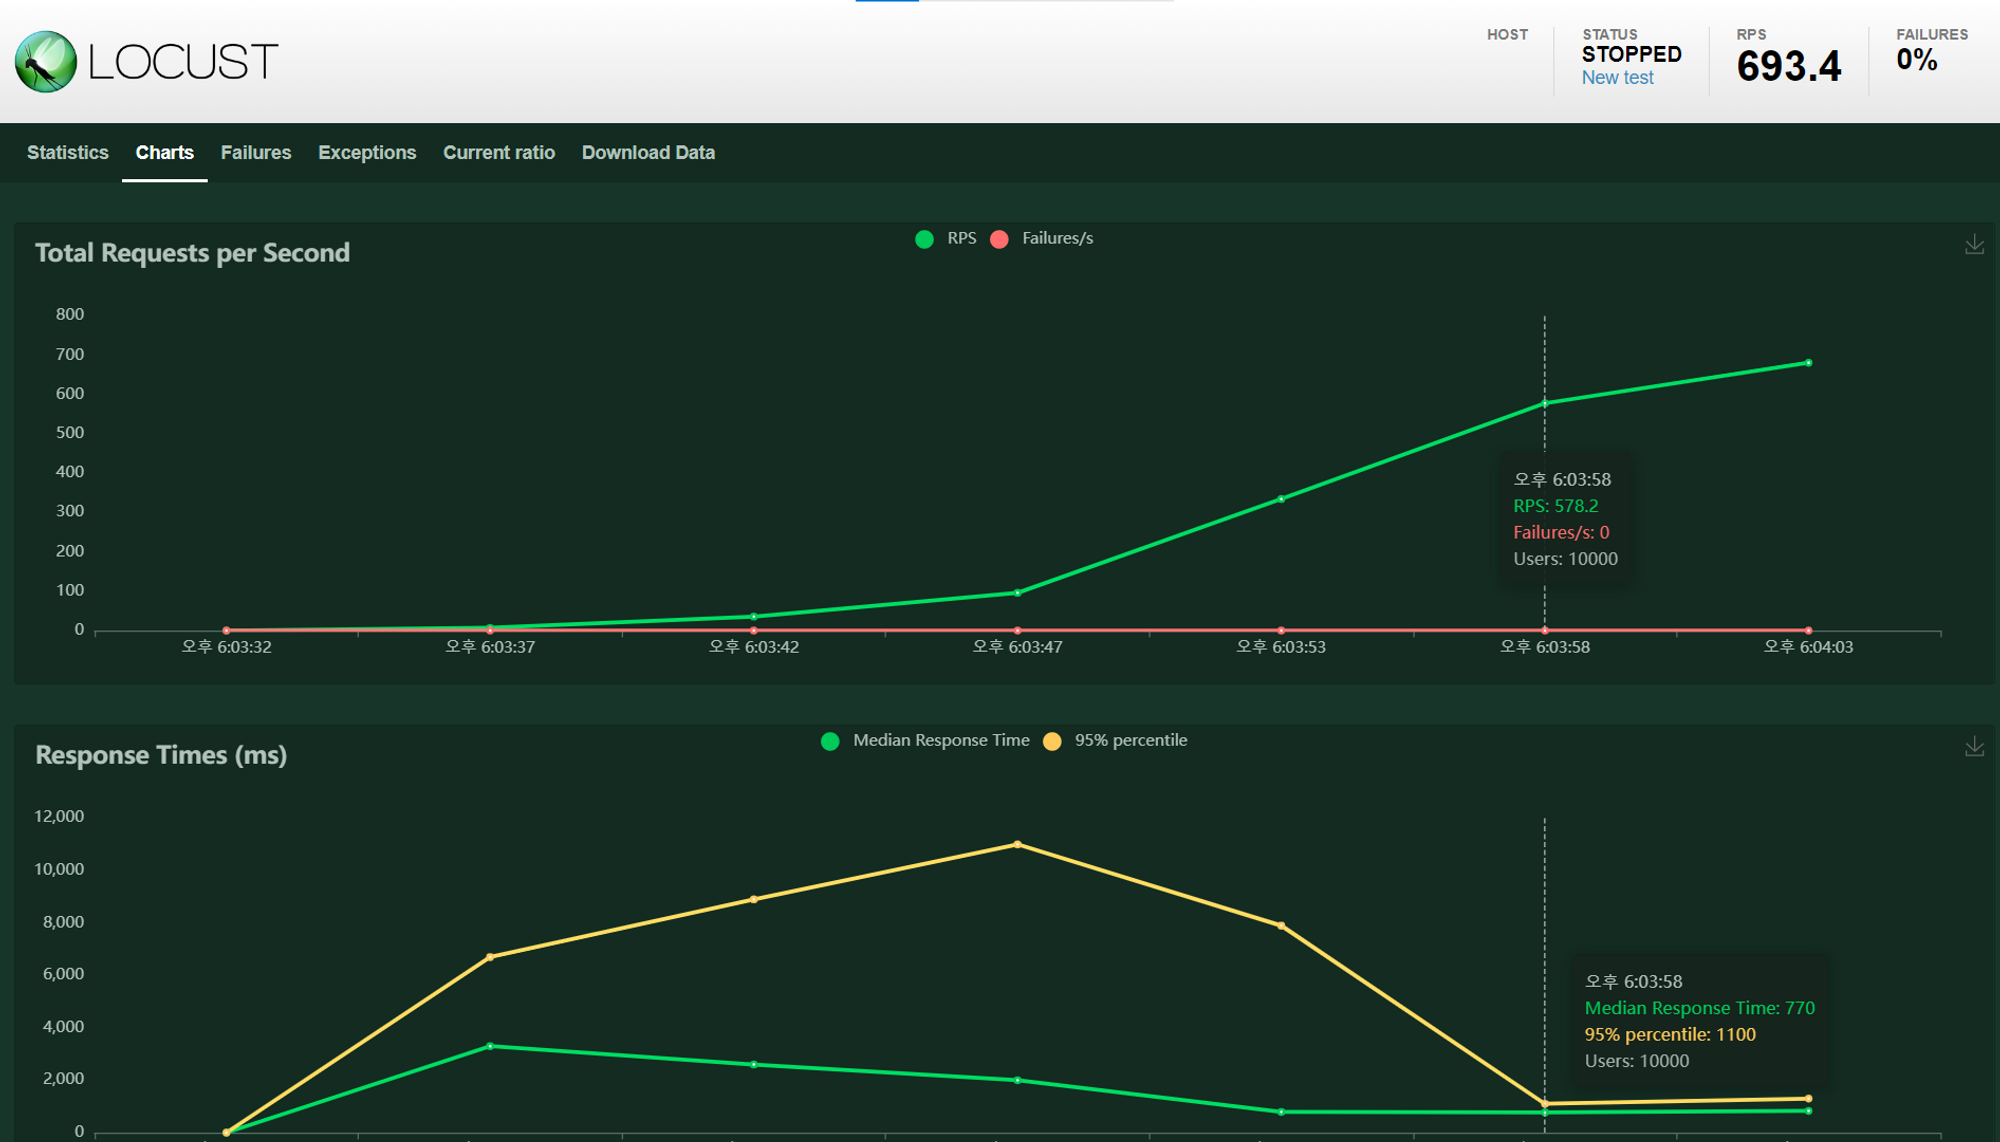 LOCUST
HOST
STATUS
STOPPED
New test
RPS
693.4
FAILURES
0%
Statistics Charts Failures Exceptions Current ratio Download Data
Total Requests per Second
RPS Failures/s
800
700
600
500
400
300
200
100
0
오후 6:03:58
RPS: 578.2
Failures/s: 0
Users: 10000
오후 6:03:32 오후 6:03:37 오후 6:03:42 오후 6:03:47 오후 6:03:53 오후 6:03:58 오후 6:04:03
Response Times (ms)
Median Response Time 95% percentile
12,000
10,000
8,000
6,000
4,000
2,000
0
오후 6:03:58
Median Response Time: 770
95% percentile: 1100
Users: 10000